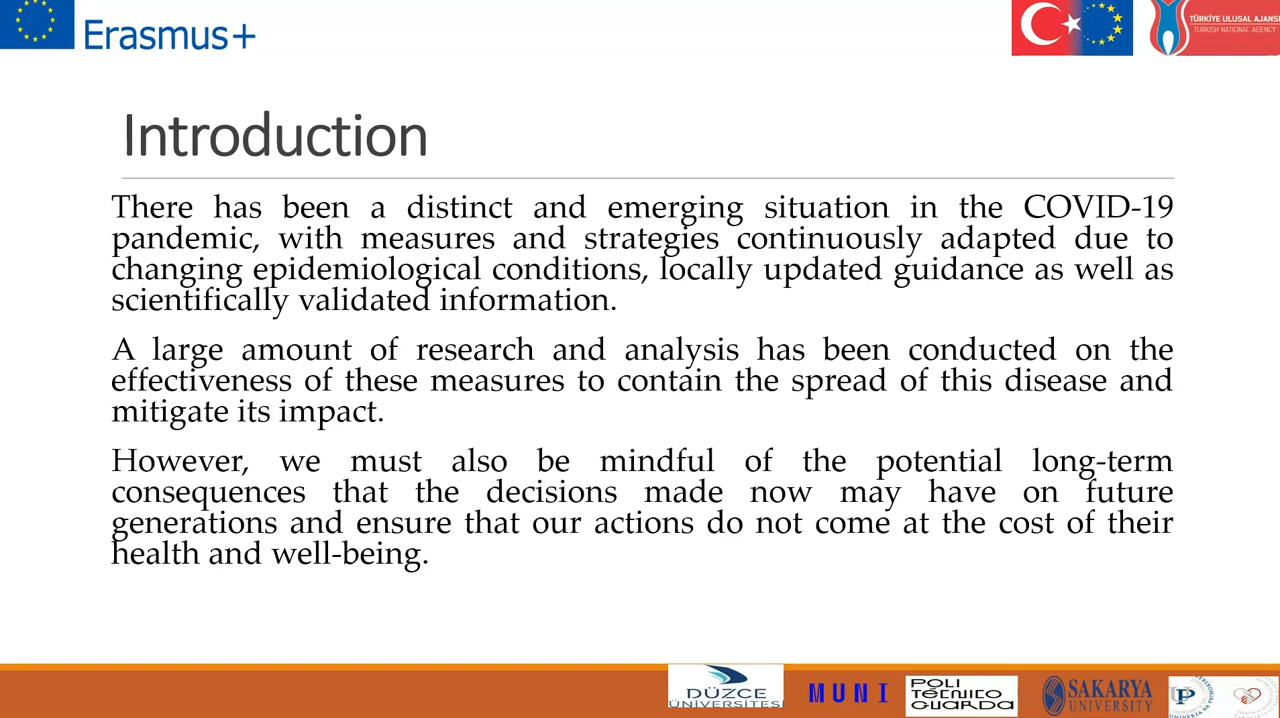 Erasmus+
TÜRKİYE ULUSAL AJANSI
TURKISH NATIONAL AGENCY
Introduction
There has been a distinct and emerging situation in the COVID-19
pandemic, with measures and strategies continuously adapted due to
changing epidemiological conditions, locally updated guidance as well as
scientifically validated information.
A large amount of research and analysis has been conducted on the
effectiveness of these measures to contain the spread of this disease and
mitigate its impact.
However, we must also be mindful of the potential long-term
consequences that the decisions made now may have on future
generations and ensure that our actions do not come at the cost of their
health and well-being.
DÜZCE
ÜNİVERSİTESİ
MUNI
POLI
TÉCNICO
GUARDA
SAKARYA
UNIVERSITY
UP